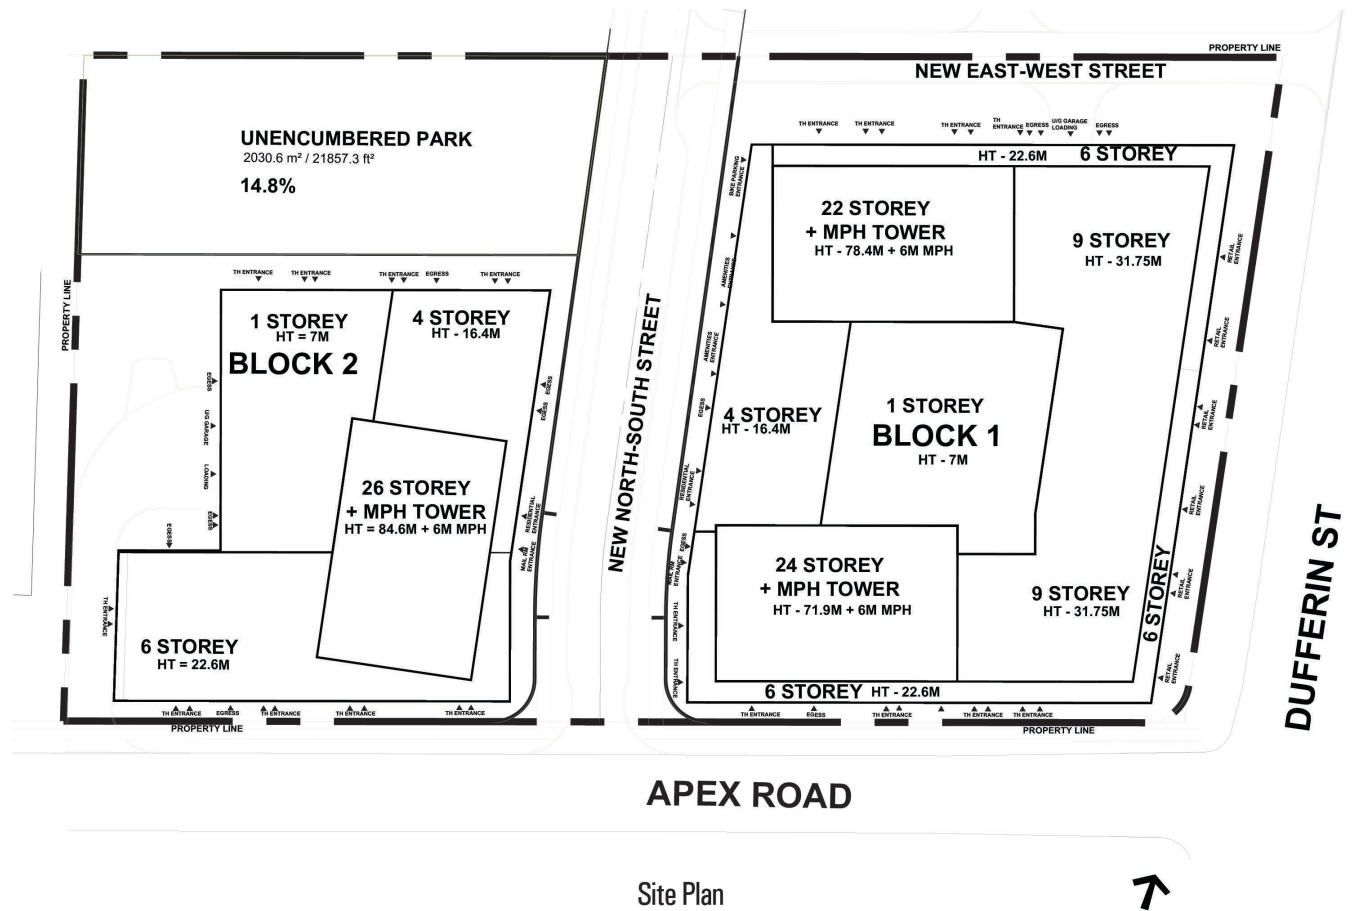 PROPERTY LINE
NEW EAST-WEST STREET
UNENCUMBERED PARK
2030.6 m² / 21857.3 ft²
14.8%
TH ENTRANCE
TH ENTRANCE
TH ENTRANCE
TH
ENTRANCE
EGRESS
U/G GARAGE
LOADING
EGRESS
HT - 22.6M
6 STOREY
BIKE PARKING
ENTRANCE
22 STOREY
+ MPH TOWER
HT - 78.4M + 6M MPH
9 STOREY
HT - 31.75M
RETAIL
ENTRANCE
AMENITIES
ENTRANCE
PROPERTY LINE
TH ENTRANCE
TH ENTRANCE
TH ENTRANCE
EGRESS
TH ENTRANCE
1 STOREY
HT = 7M
BLOCK 2
4 STOREY
HT - 16.4M
NEW NORTH-SOUTH STREET
AMENITIES
ENTRANCE
RETAIL
ENTRANCE
EGESS
U/G GARAGE
LOADING
EGESS
EGESS
EGESS
EGESS
EGESS
4 STOREY
HT - 16.4M
1 STOREY
BLOCK 1
HT - 7M
RETAIL
ENTRANCE
26 STOREY
+ MPH TOWER
HT = 84.6M + 6M MPH
RESIDENTIAL
ENTRANCE
MAIL RM
ENTRANCE
RESIDENTIAL
ENTRANCE
RETAIL
ENTRANCE
EGESS
MAIL RM
ENTRANCE
24 STOREY
+ MPH TOWER
HT - 71.9M + 6M MPH
9 STOREY
HT - 31.75M
6 STOREY
RETAIL
ENTRANCE
DUFFERIN ST
TH ENTRANCE
6 STOREY
HT = 22.6M
TH ENTRANCE
TH ENTRANCE
RETAIL
ENTRANCE
6 STOREY
HT - 22.6M
TH ENTRANCE
EGRESS
TH ENTRANCE
TH ENTRANCE
TH ENTRANCE
TH ENTRANCE
EGESS
TH ENTRANCE
TH ENTRANCE
TH ENTRANCE
PROPERTY LINE
PROPERTY LINE
APEX ROAD
Site Plan